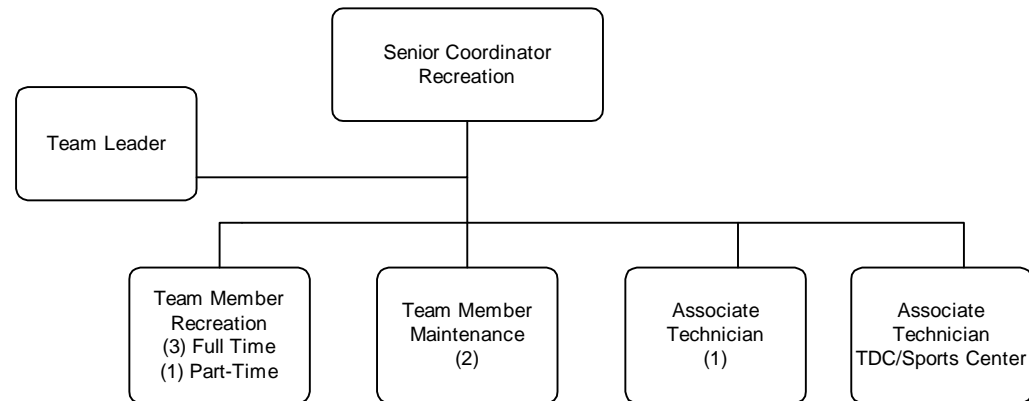 Senior Coordinator
Recreation
Team Leader
Team Member
Recreation
(3) Full Time
(1) Part-Time
Team Member
Maintenance
(2)
Associate
Technician
(1)
Associate
Technician
TDC/Sports Center